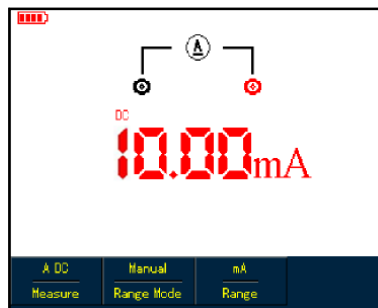 A
DC
10.00mA
A DC Manual mA
Measure Range Mode Range